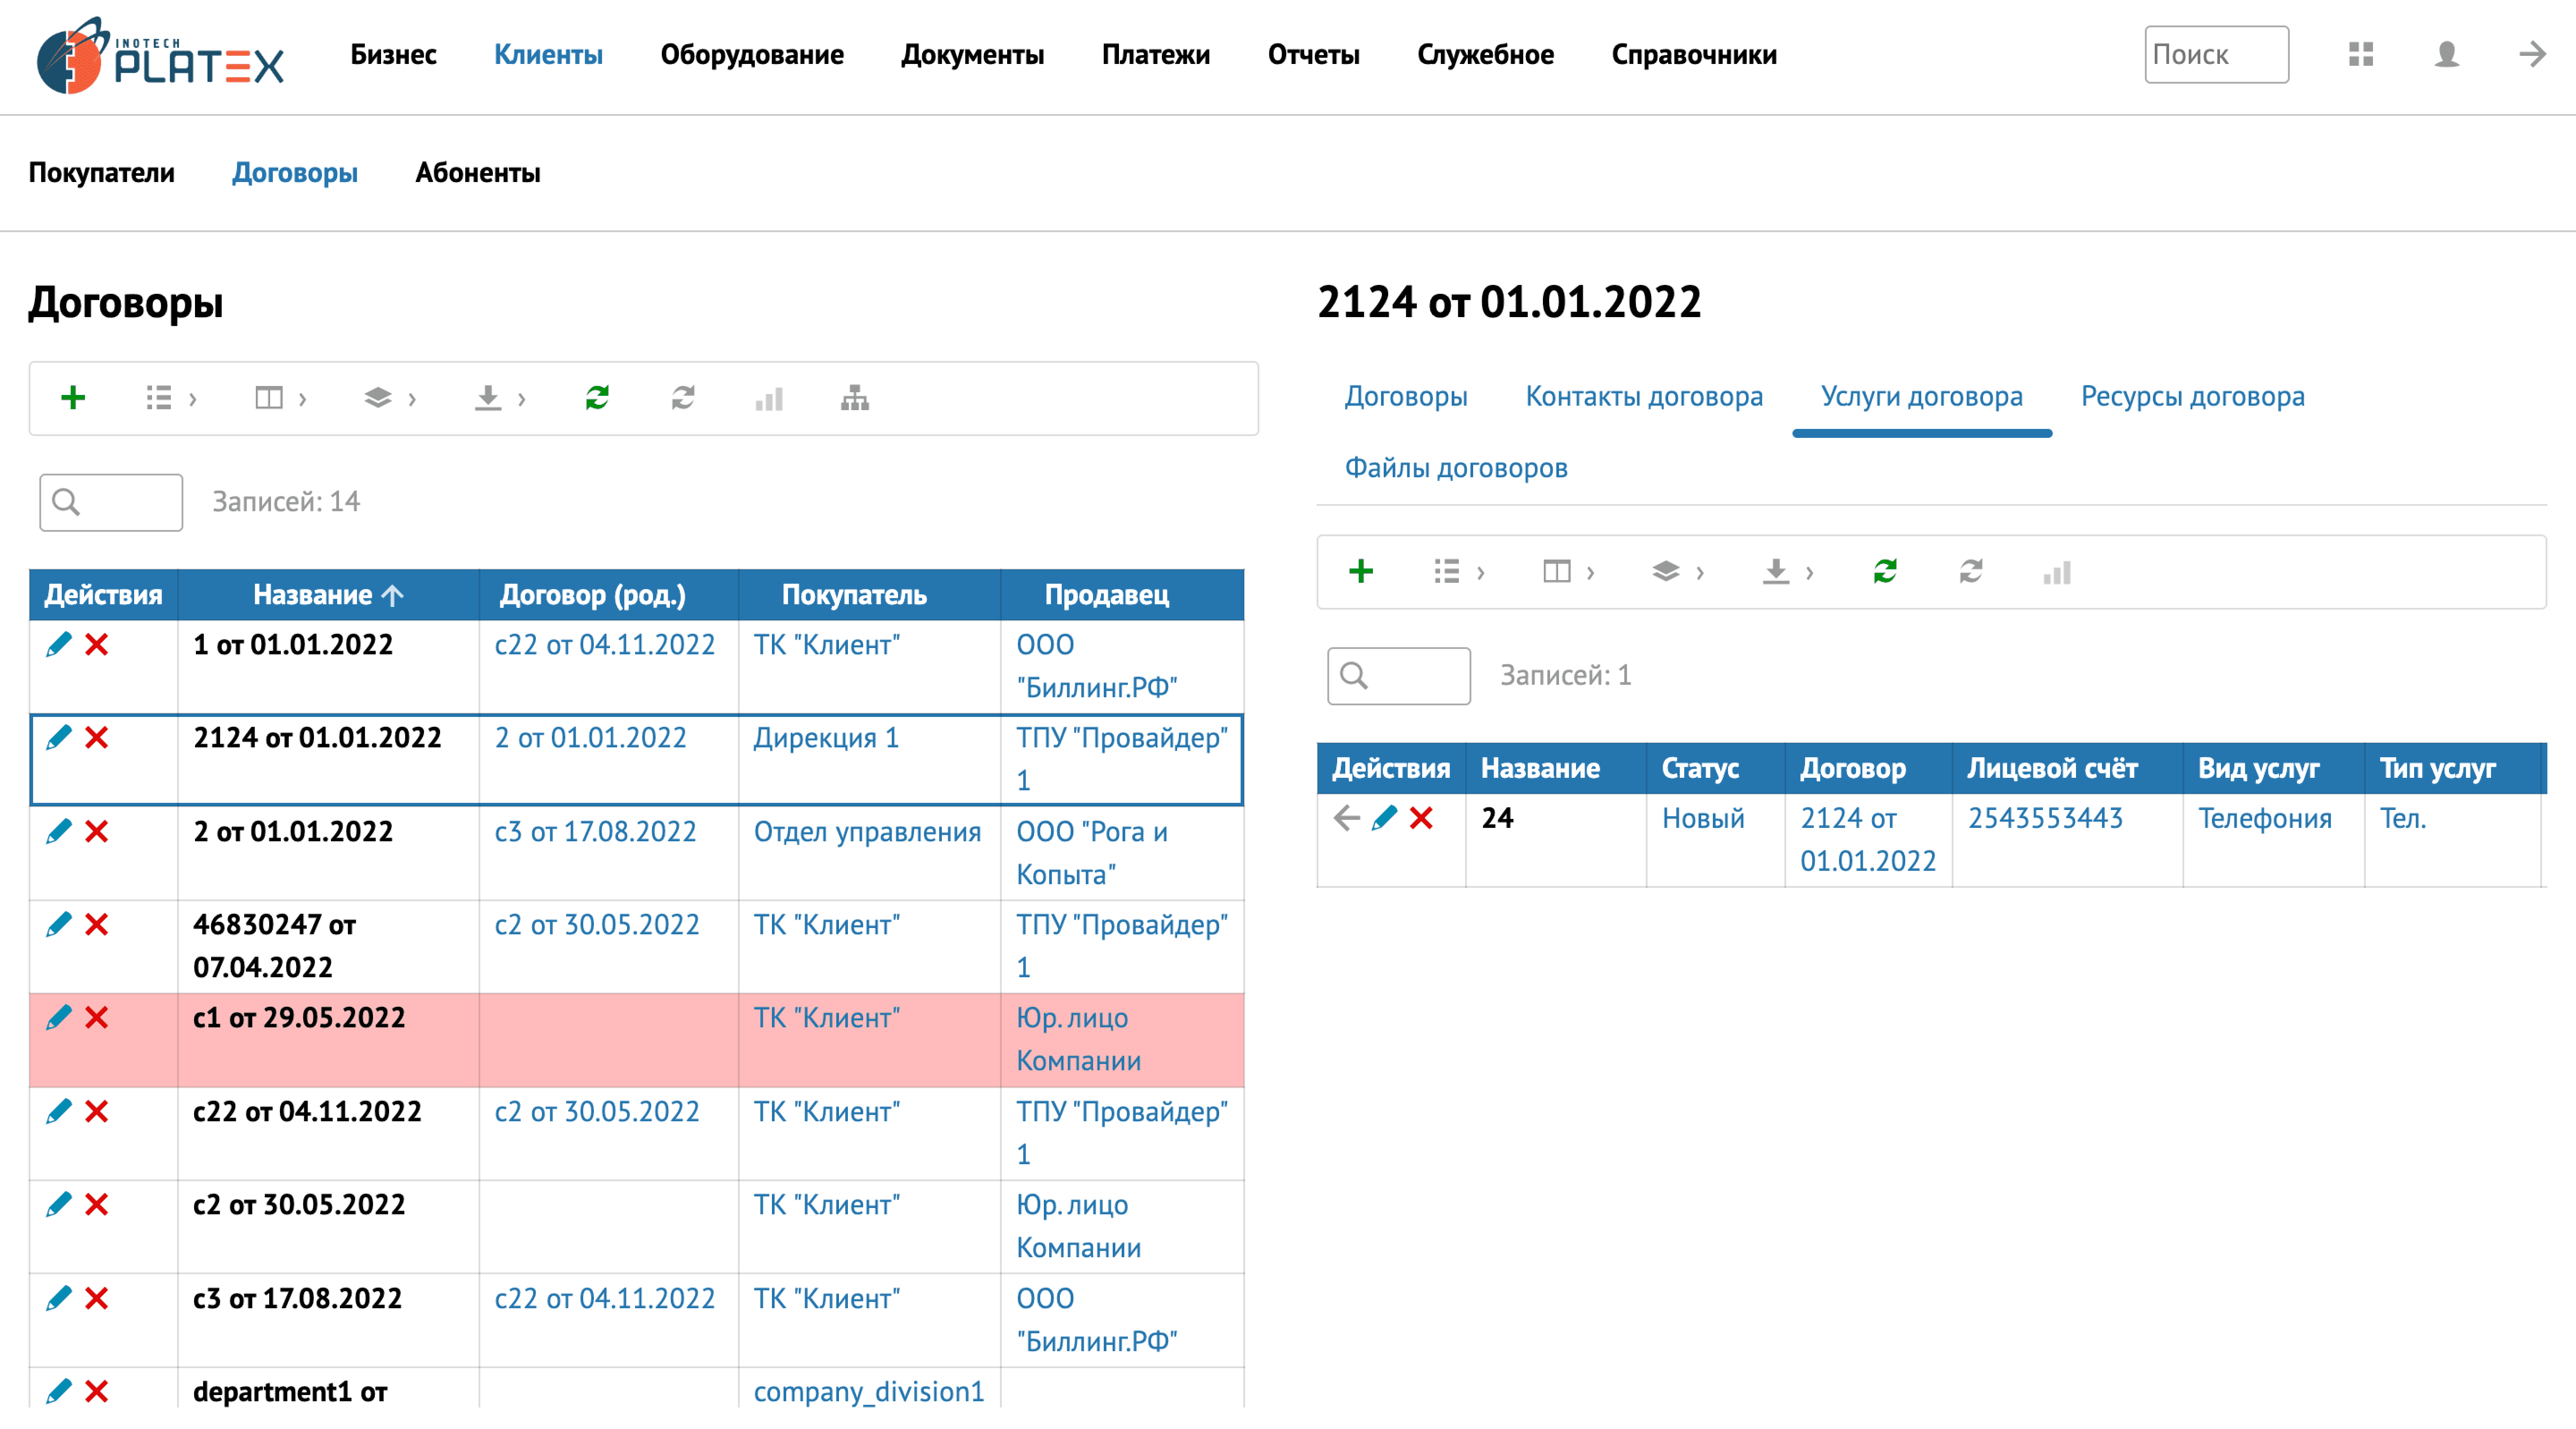 INOTECH
PLATEX
Бизнес Клиенты Оборудование Документы Платежи Отчеты Служебное Справочники Поиск
Покупатели Договоры Абоненты
Договоры
Записей: 14
Действия Название Договор (род.) Покупатель Продавец
1 от 01.01.2022 с22 от 04.11.2022 ТК "Клиент" ООО
"Биллинг.РФ"
2124 от 01.01.2022 2 от 01.01.2022 Дирекция 1 ТПУ "Провайдер"
1
2 от 01.01.2022 с3 от 17.08.2022 Отдел управления ООО "Рога и
Копыта"
46830247 от с2 от 30.05.2022 ТК "Клиент" ТПУ "Провайдер"
07.04.2022 1
с1 от 29.05.2022 ТК "Клиент" Юр. лицо
Компании
с22 от 04.11.2022 с2 от 30.05.2022 ТК "Клиент" ТПУ "Провайдер"
1
с2 от 30.05.2022 ТК "Клиент" Юр. лицо
Компании
с3 от 17.08.2022 с22 от 04.11.2022 ТК "Клиент" ООО
"Биллинг.РФ"
department1 от company_division1
2124 от 01.01.2022
Договоры Контакты договора Услуги договора Ресурсы договора
Файлы договоров
Записей: 1
Действия Название Статус Договор Лицевой счёт Вид услуг Тип услуг
24 Новый 2124 от 2543553443 Телефония Тел.
01.01.2022